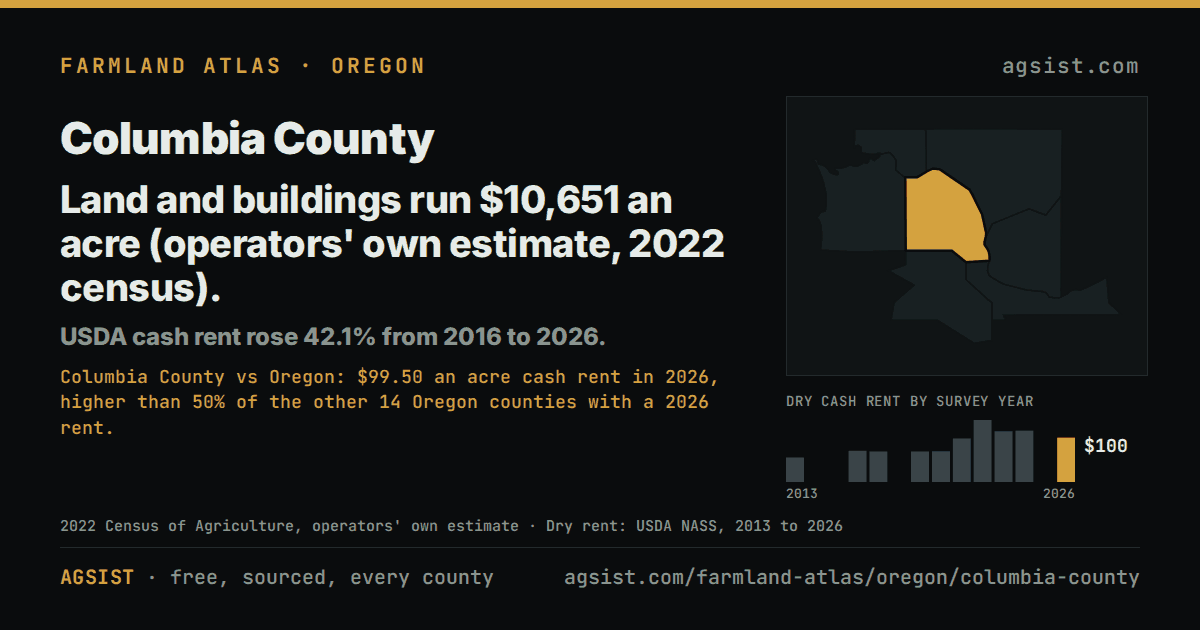 FARMLAND ATLAS · OREGON
agsist.com
Columbia County
Land and buildings run $10,651 an
acre (operators' own estimate, 2022
census).
USDA cash rent rose 42.1% from 2016 to 2026.
Columbia County vs Oregon: $99.50 an acre cash rent in 2026,
higher than 50% of the other 14 Oregon counties with a 2026
rent.
DRY CASH RENT BY SURVEY YEAR
$100
2013
2026
2022 Census of Agriculture, operators' own estimate · Dry rent: USDA NASS, 2013 to 2026
AGSIST · free, sourced, every county
agsist.com/farmland-atlas/oregon/columbia-county